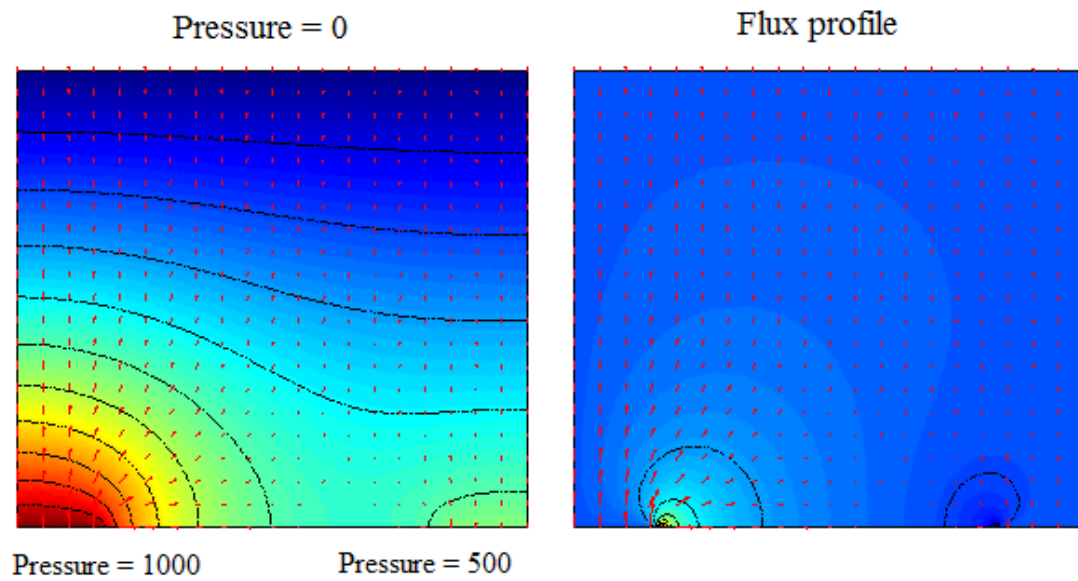 Pressure = 0
Flux profile
Pressure = 1000
Pressure = 500